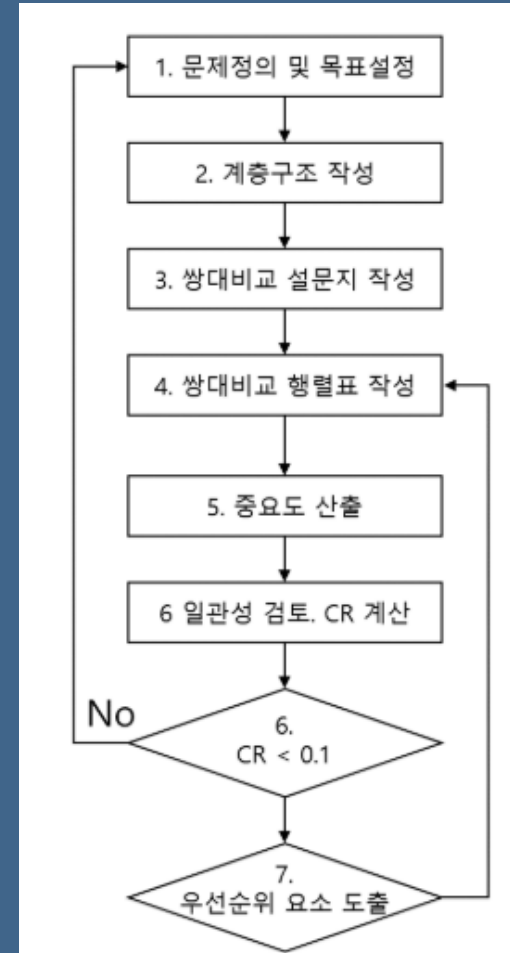 1. 문제정의 및 목표설정
2. 계층구조 작성
3. 쌍대비교 설문지 작성
4. 쌍대비교 행렬표 작성
5. 중요도 산출
6 일관성 검토. CR 계산
No
6.
CR < 0.1
7.
우선순위 요소 도출